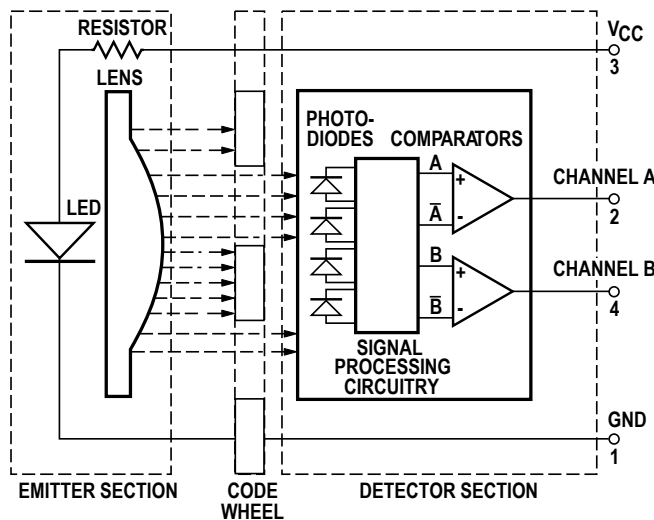 RESISTOR
VCC
3
LENS
PHOTO-
DIODES
COMPARATORS
LED
A
+
CHANNEL A
2
A̅
-
B
+
CHANNEL B
4
B̅
-
SIGNAL
PROCESSING
CIRCUITRY
GND
1
EMITTER SECTION
CODE
WHEEL
DETECTOR SECTION